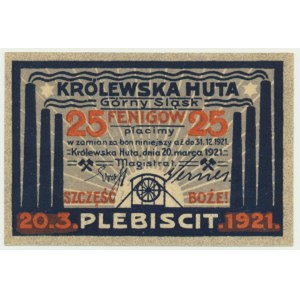 KRÓLEWSKA HUTA
Górny Śląsk
25 FENIGÓW 25
płacimy
w zamian za bon niniejszy aż do 31.12.1921
Królewska Huta, dnia 20. marca 1921
Magistrat
SZCZĘŚĆ BOŻE!
20.3. PLEBISCIT .1921.